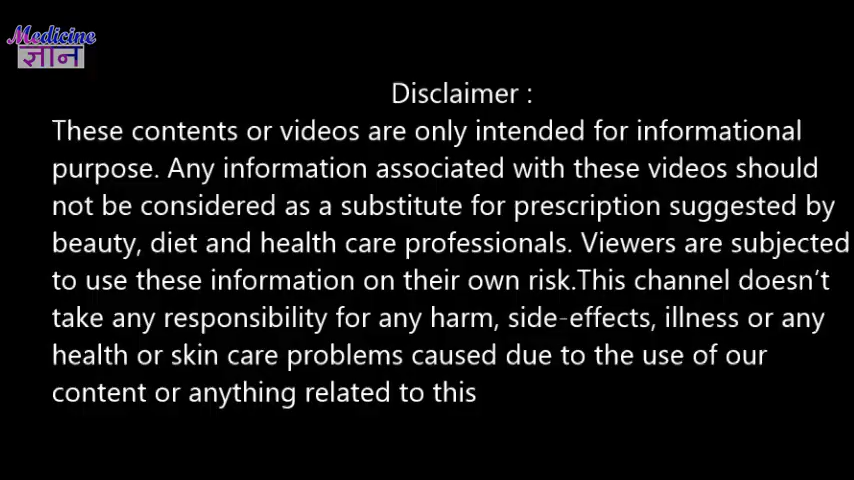 Medicine
ज्ञान
Disclaimer :
These contents or videos are only intended for informational
purpose. Any information associated with these videos should
not be considered as a substitute for prescription suggested by
beauty, diet and health care professionals. Viewers are subjected
to use these information on their own risk.This channel doesn’t
take any responsibility for any harm, side-effects, illness or any
health or skin care problems caused due to the use of our
content or anything related to this